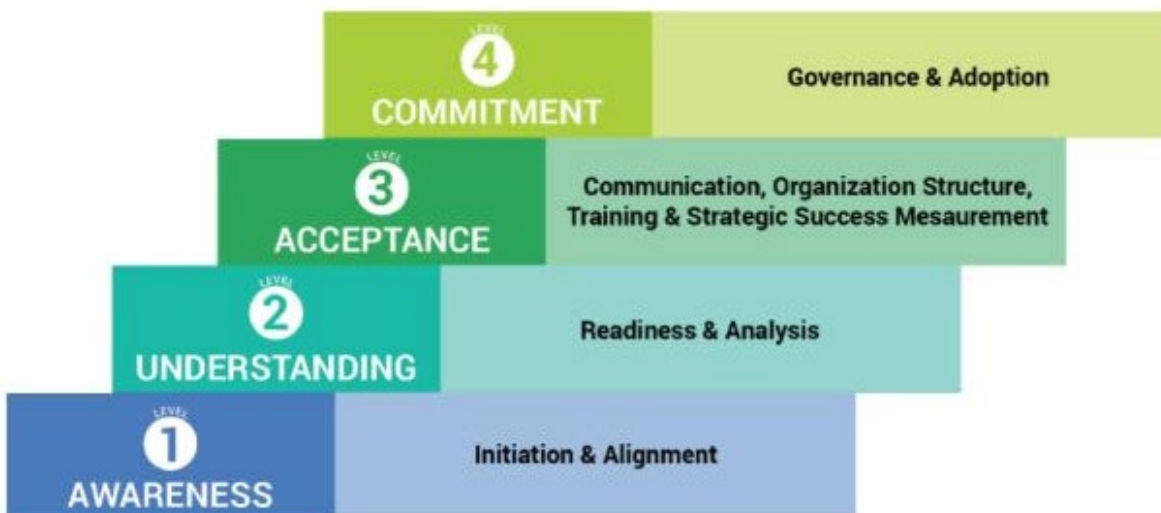 LEVEL
4
COMMITMENT
Governance & Adoption
LEVEL
3
ACCEPTANCE
Communication, Organization Structure,
Training & Strategic Success Mesaurement
LEVEL
2
UNDERSTANDING
Readiness & Analysis
LEVEL
1
AWARENESS
Initiation & Alignment